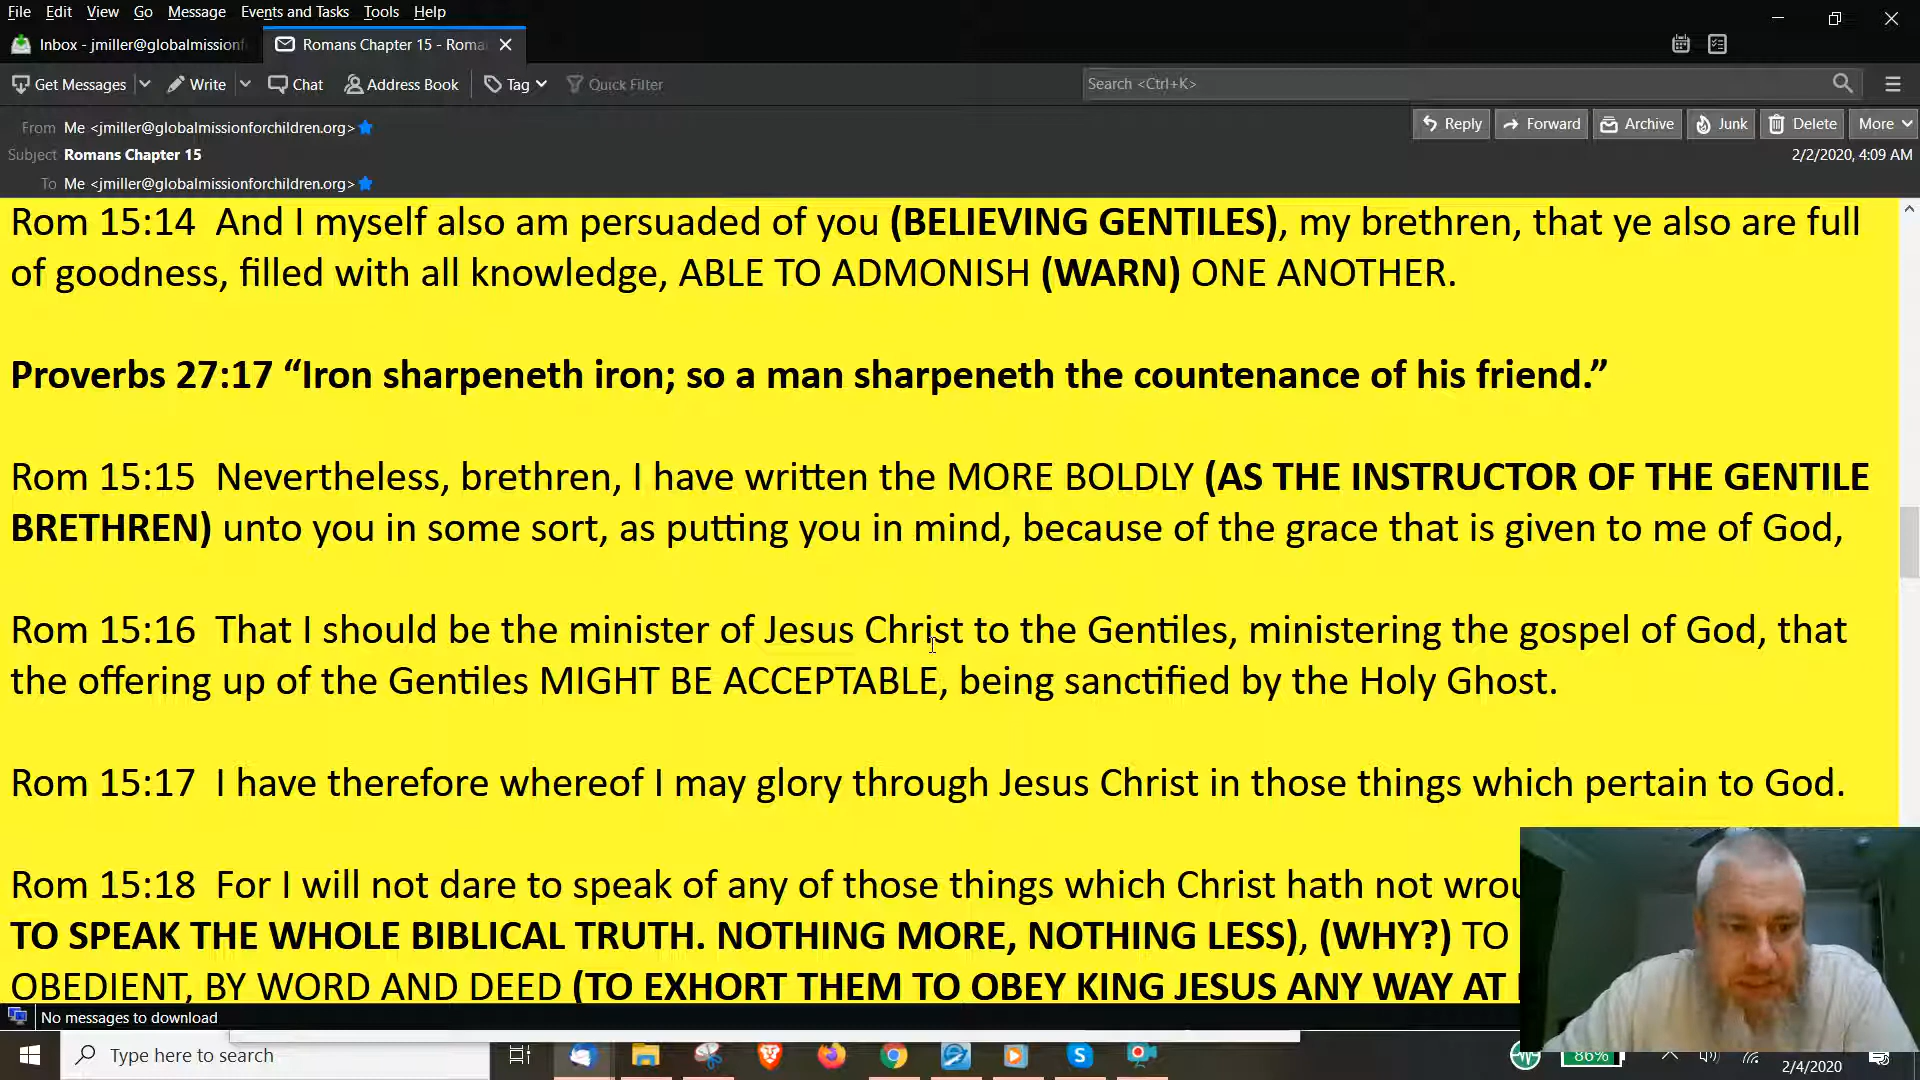 File Edit View Go Message Events and Tasks Tools Help
Inbox - jmiller@globalmissionf
Romans Chapter 15 - Roma
Get Messages Write Chat Address Book Tag Quick Filter Search <Ctrl+K>
From Me <jmiller@globalmissionforchildren.org> Reply Forward Archive Junk Delete More
Subject Romans Chapter 15 2/2/2020, 4:09 AM
To Me <jmiller@globalmissionforchildren.org>
Rom 15:14 And I myself also am persuaded of you (BELIEVING GENTILES), my brethren, that ye also are full
of goodness, filled with all knowledge, ABLE TO ADMONISH (WARN) ONE ANOTHER.
Proverbs 27:17 “Iron sharpeneth iron; so a man sharpeneth the countenance of his friend.”
Rom 15:15 Nevertheless, brethren, I have written the MORE BOLDLY (AS THE INSTRUCTOR OF THE GENTILE
BRETHREN) unto you in some sort, as putting you in mind, because of the grace that is given to me of God,
Rom 15:16 That I should be the minister of Jesus Christ to the Gentiles, ministering the gospel of God, that
the offering up of the Gentiles MIGHT BE ACCEPTABLE, being sanctified by the Holy Ghost.
Rom 15:17 I have therefore whereof I may glory through Jesus Christ in those things which pertain to God.
Rom 15:18 For I will not dare to speak of any of those things which Christ hath not wrou
TO SPEAK THE WHOLE BIBLICAL TRUTH. NOTHING MORE, NOTHING LESS), (WHY?) TO
OBEDIENT, BY WORD AND DEED (TO EXHORT THEM TO OBEY KING JESUS ANY WAY AT
No messages to download
Type here to search
86%
2/4/2020